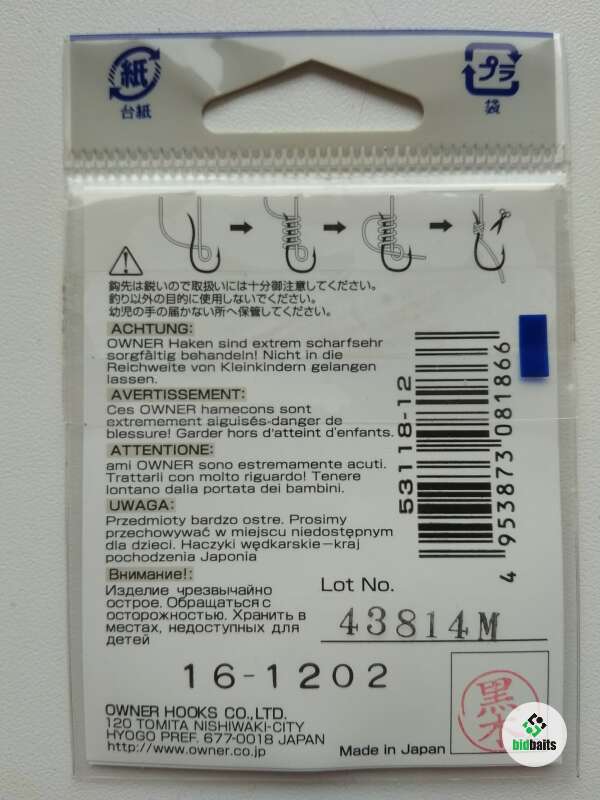 紙
台紙
プラ
袋
鈎先は鋭いので取扱いには十分御注意してください。
釣り以外の目的に使用しないでください。
幼児の手の届かない所へ保管してください。
ACHTUNG:
OWNER Haken sind extrem scharfsehr
sorgfältig behandeln! Nicht in die
Reichweite von Kleinkindern gelangen
lassen.
AVERTISSEMENT:
Ces OWNER hamecons sont
extremement aiguisés-danger de
blessure! Garder hors d'atteint d'enfants.
ATTENTIONE:
ami OWNER sono estremamente acuti.
Trattarli con molto riguardo! Tenere
lontano dalla portata dei bambini.
UWAGA:
Przedmioty bardzo ostre. Prosimy
przechowywać w miejscu niedostępnym
dla dzieci. Haczyki wędkarskie-kraj
pochodzenia Japonia
Внимание!:
Изделие чрезвычайно
острое. Обращаться с
осторожностью. Хранить в
местах, недоступных для
детей
53118-12
4 953873 081866
Lot No.
43814M
16-1202
OWNER HOOKS CO.,LTD.
120 TOMITA NISHIWAKI-CITY
HYOGO PREF. 677-0018 JAPAN
http://www.owner.co.jp
Made in Japan
黒
bidbaits